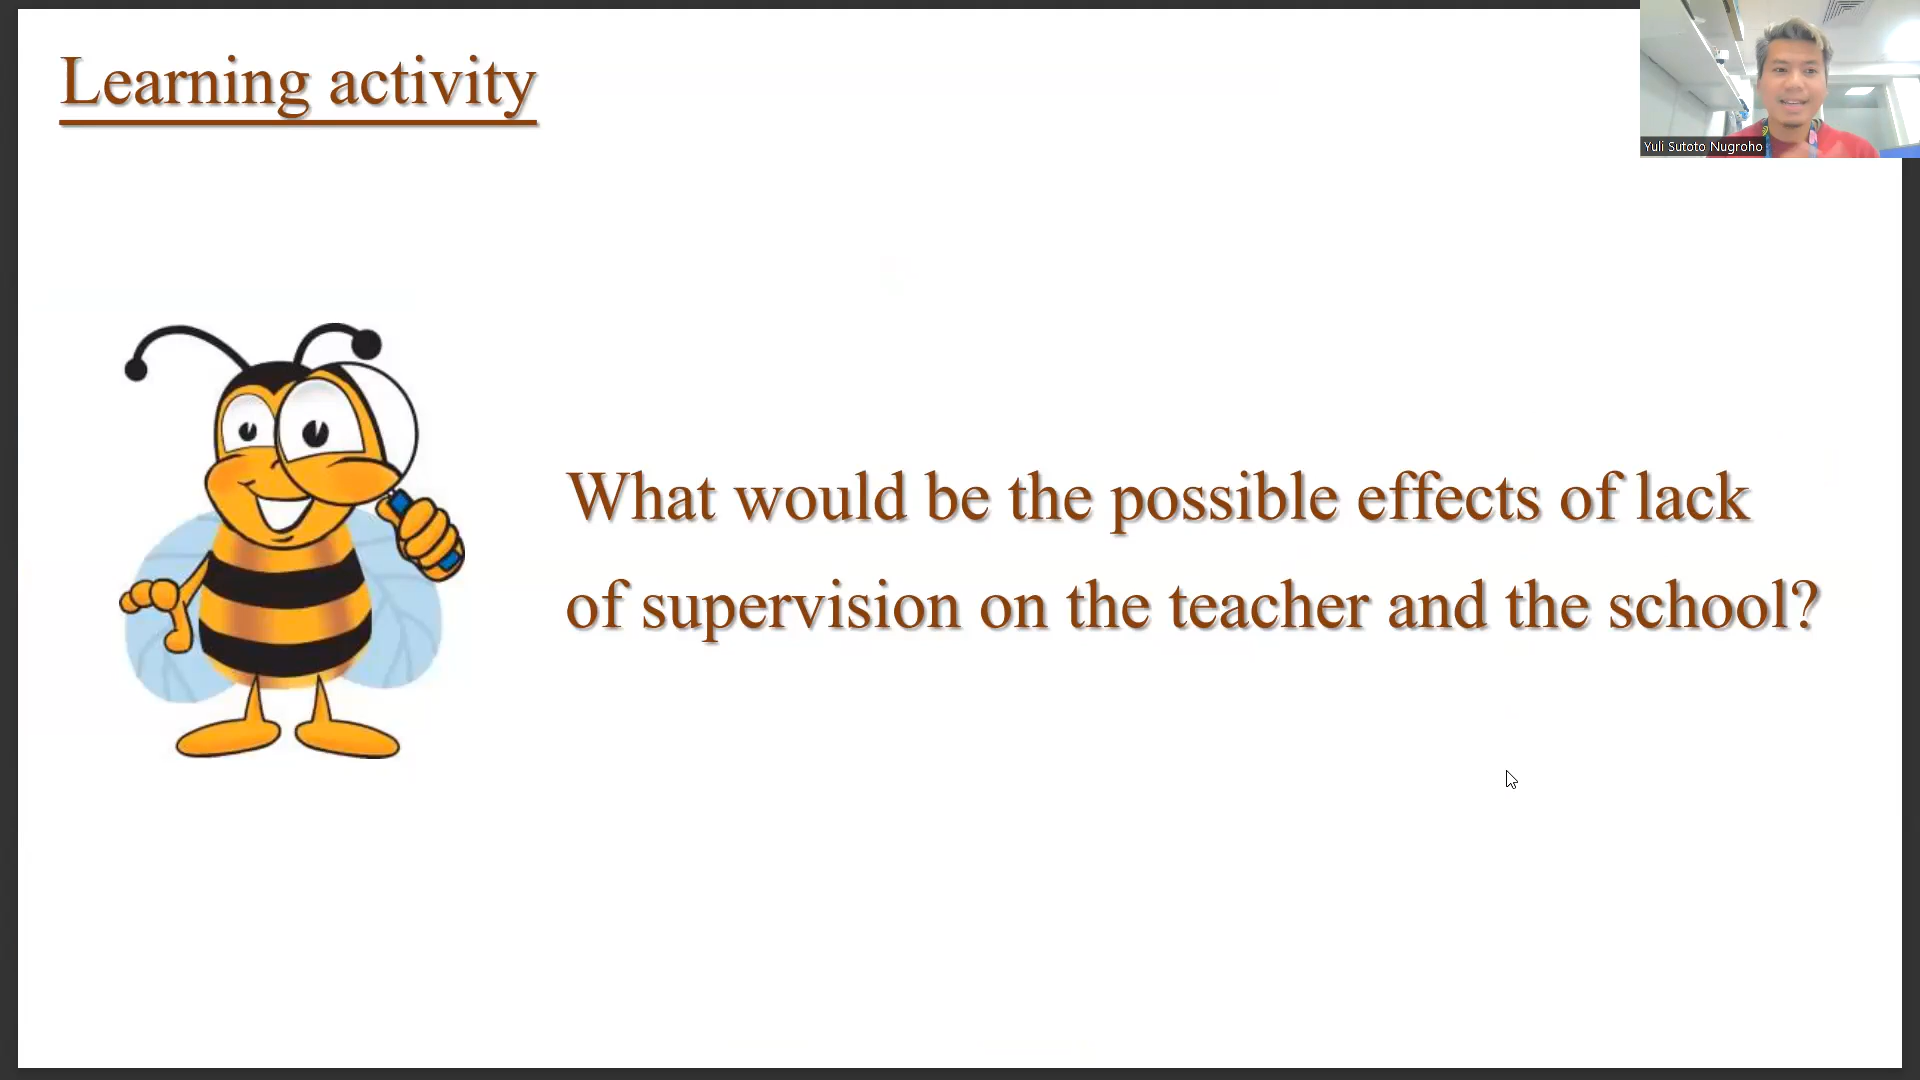 Learning activity
Yuli Sutoto Nugroho
What would be the possible effects of lack
of supervision on the teacher and the school?